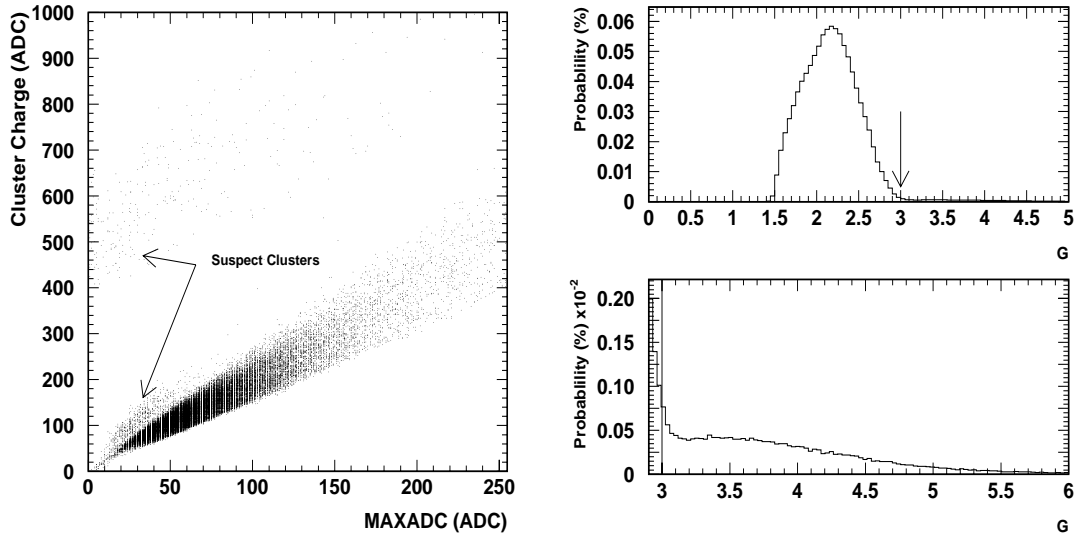 Cluster Charge (ADC)
1000
900
800
700
600
500
400
300
200
100
0
Suspect Clusters
0 50 100 150 200 250
MAXADC (ADC)
Probablility (%)
0.06
0.05
0.04
0.03
0.02
0.01
0
0 0.5 1 1.5 2 2.5 3 3.5 4 4.5 5
G
Probablility (%) x10-2
0.20
0.15
0.10
0.05
0
3 3.5 4 4.5 5 5.5 6
G